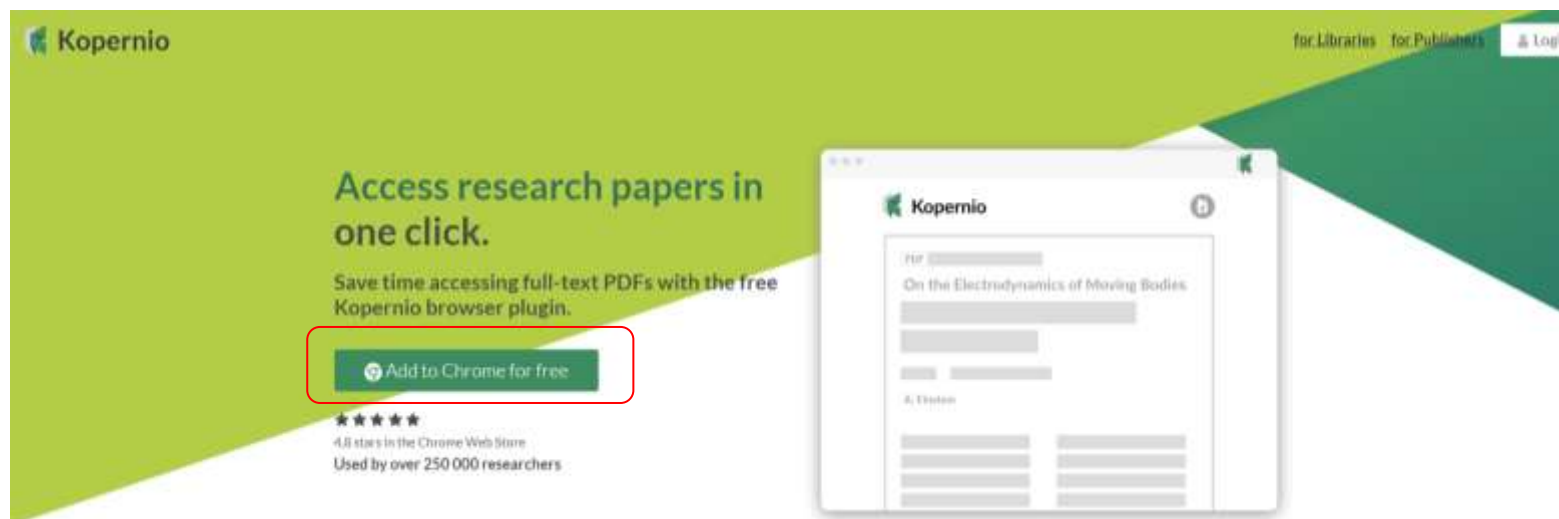 Kopernio
for Libraries for Publishers
Access research papers in
one click.
Save time accessing full-text PDFs with the free
Kopernio browser plugin.
Add to Chrome for free
4.8 stars in the Chrome Web Store
Used by over 250 000 researchers
Kopernio
On the Electrodynamics of Moving Bodies